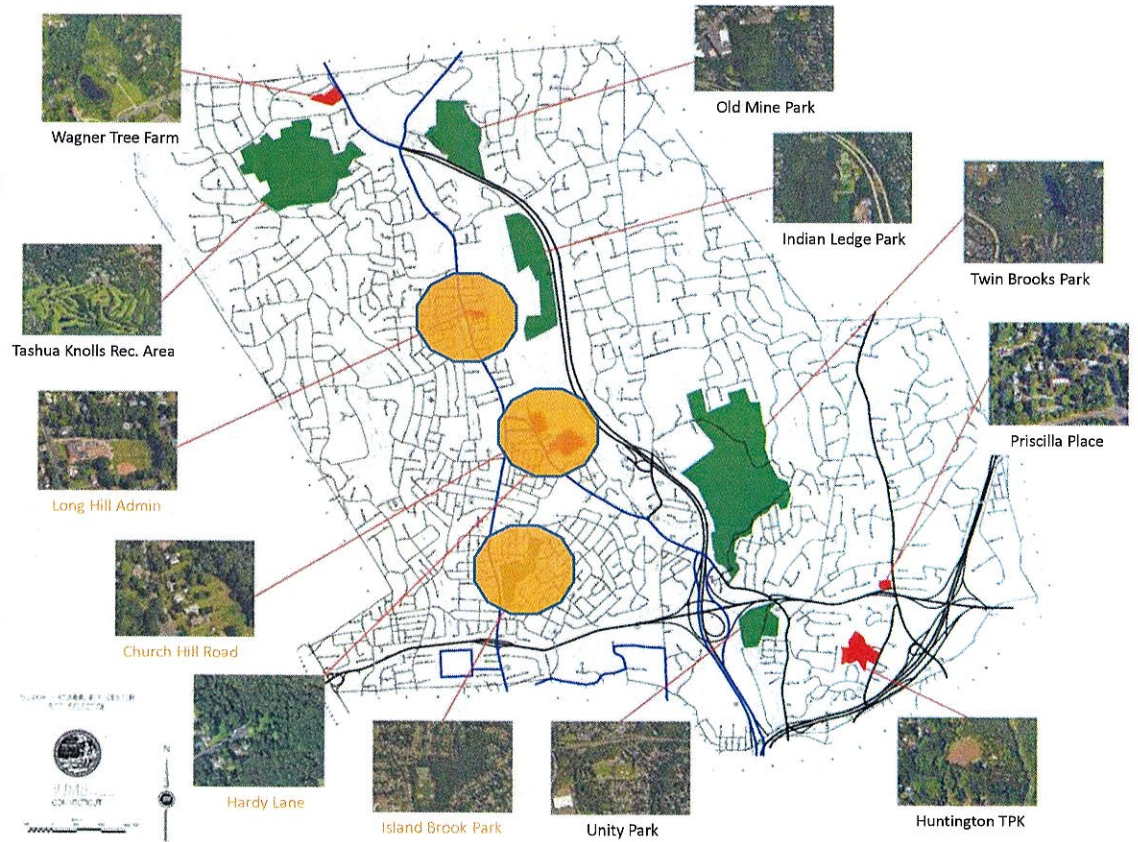 Wagner Tree Farm
Old Mine Park
Indian Ledge Park
Twin Brooks Park
Tashua Knolls Rec. Area
Priscilla Place
Long Hill Admin
Church Hill Road
Hardy Lane
Island Brook Park
Unity Park
Huntington TPK
N
CONNECTICUT